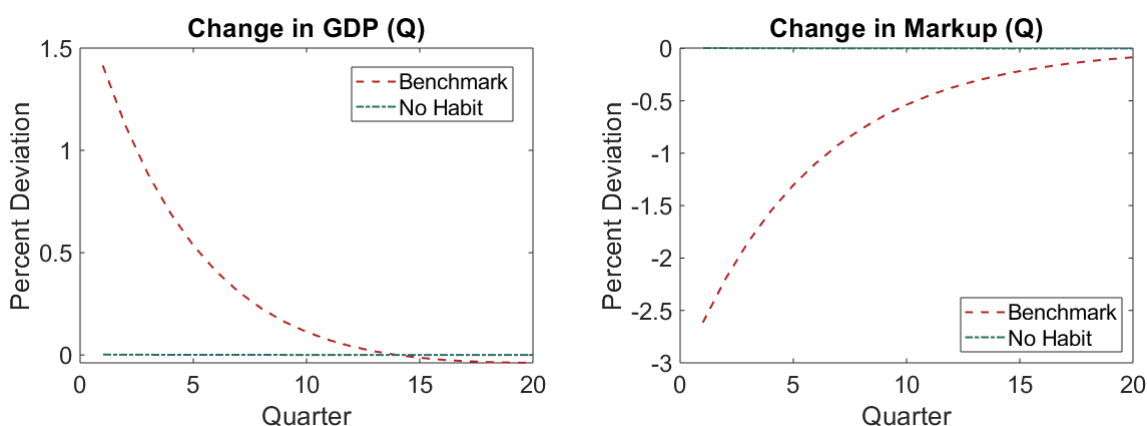 Change in GDP (Q)
Percent Deviation
1.5
1
0.5
0
Benchmark
No Habit
0
5
10
15
20
Quarter
Change in Markup (Q)
Percent Deviation
0
-0.5
-1
-1.5
-2
-2.5
-3
Benchmark
No Habit
0
5
10
15
20
Quarter